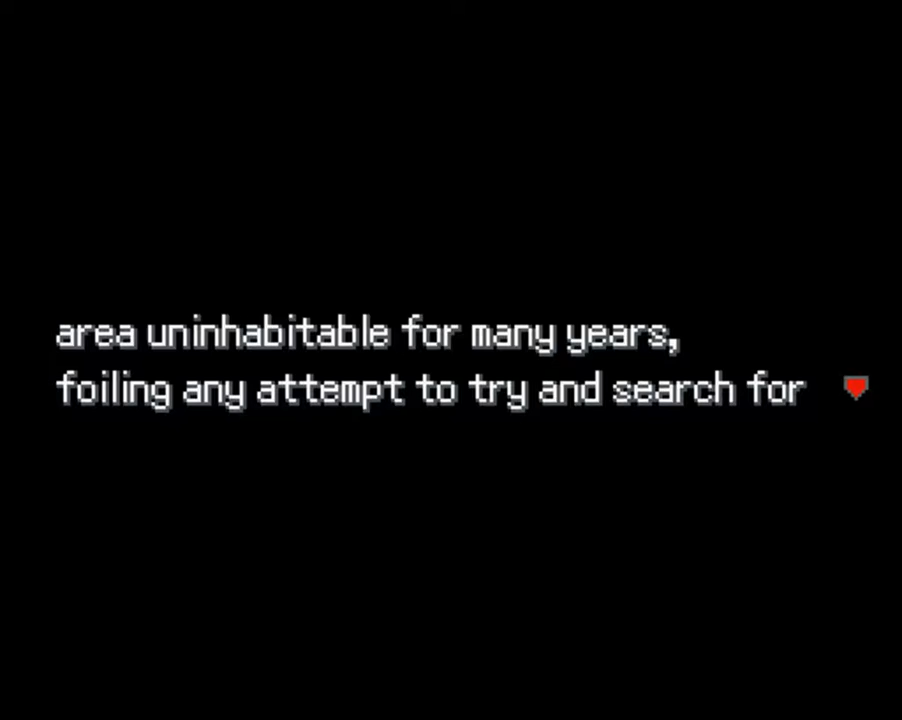 area uninhabitable for many years,
foiling any attempt to try and search for